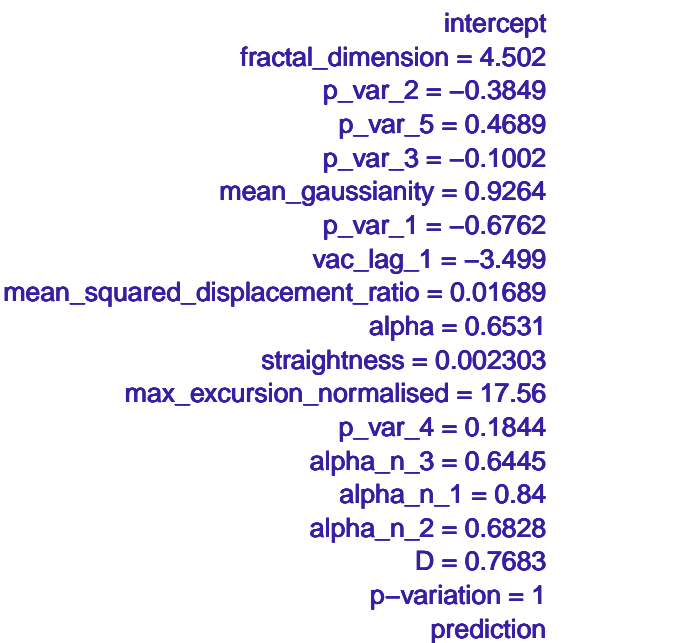 intercept
fractal_dimension = 4.502
p_var_2 = −0.3849
p_var_5 = 0.4689
p_var_3 = −0.1002
mean_gaussianity = 0.9264
p_var_1 = −0.6762
vac_lag_1 = −3.499
mean_squared_displacement_ratio = 0.01689
alpha = 0.6531
straightness = 0.002303
max_excursion_normalised = 17.56
p_var_4 = 0.1844
alpha_n_3 = 0.6445
alpha_n_1 = 0.84
alpha_n_2 = 0.6828
D = 0.7683
p−variation = 1
prediction